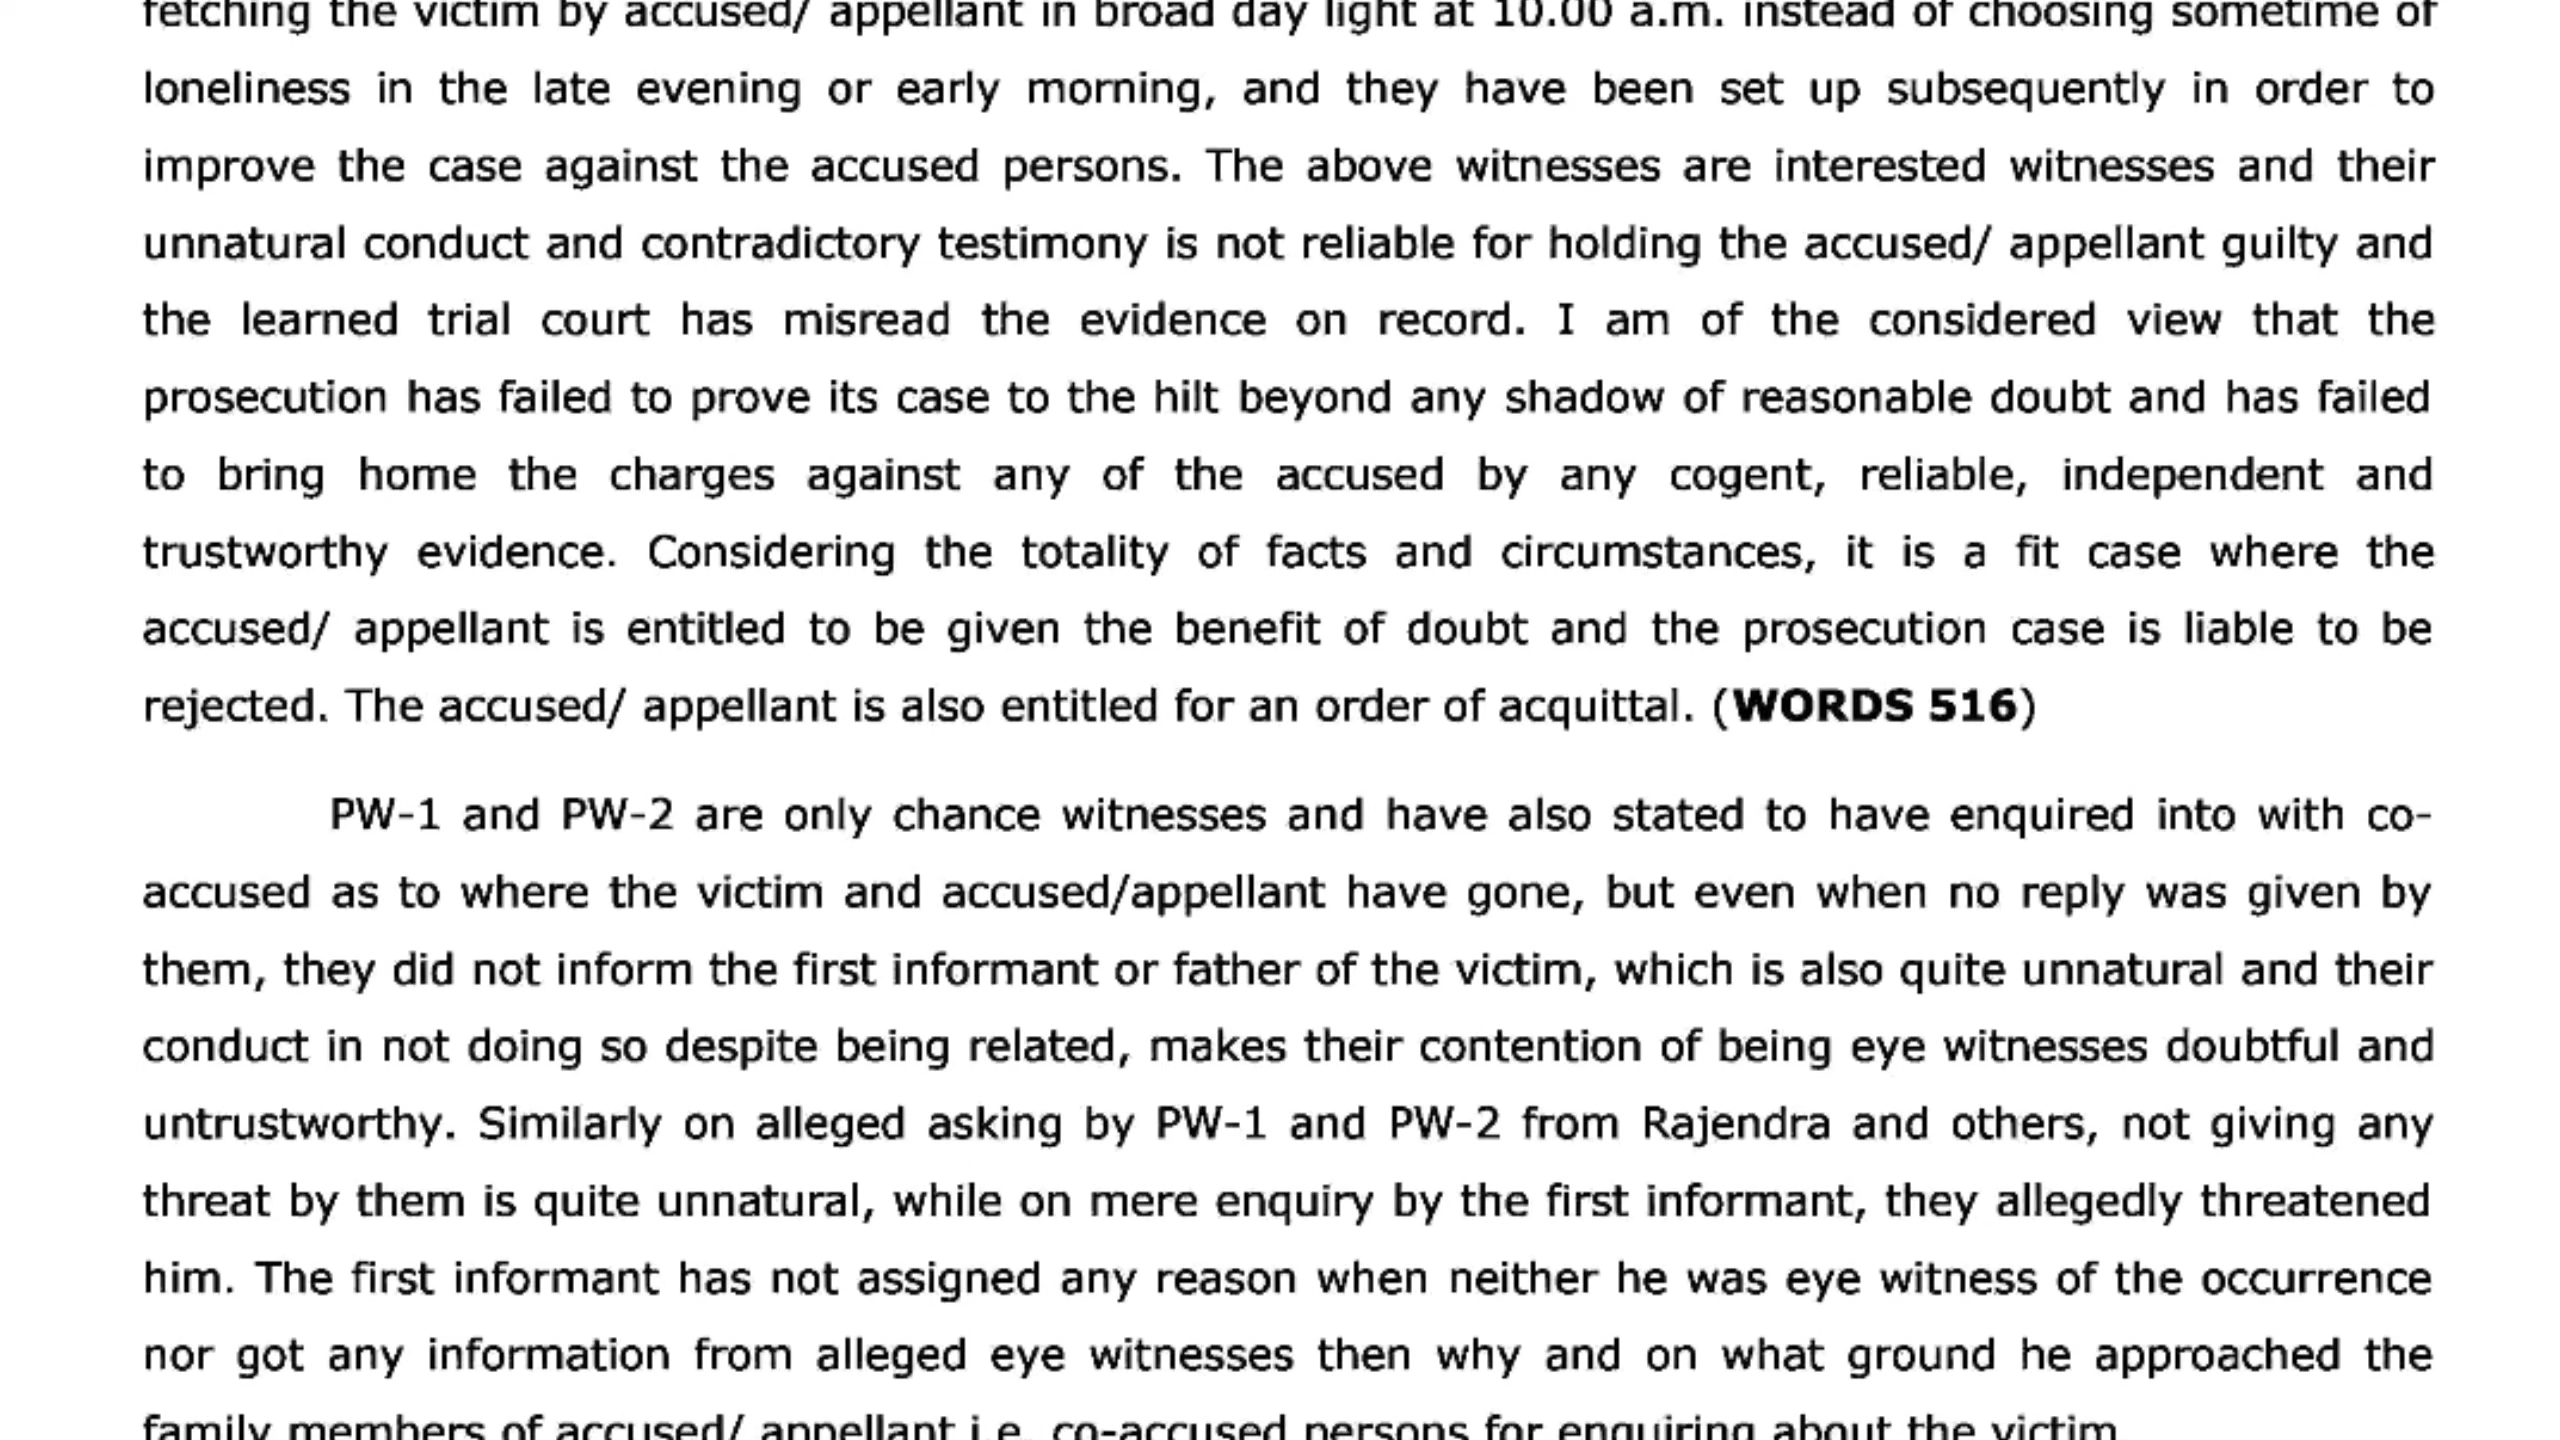 fetching the victim by accused/ appellant in broad day light at 10.00 a.m. instead of choosing sometime of
loneliness in the late evening or early morning, and they have been set up subsequently in order to
improve the case against the accused persons. The above witnesses are interested witnesses and their
unnatural conduct and contradictory testimony is not reliable for holding the accused/ appellant guilty and
the learned trial court has misread the evidence on record. I am of the considered view that the
prosecution has failed to prove its case to the hilt beyond any shadow of reasonable doubt and has failed
to bring home the charges against any of the accused by any cogent, reliable, independent and
trustworthy evidence. Considering the totality of facts and circumstances, it is a fit case where the
accused/ appellant is entitled to be given the benefit of doubt and the prosecution case is liable to be
rejected. The accused/ appellant is also entitled for an order of acquittal. (WORDS 516)
PW-1 and PW-2 are only chance witnesses and have also stated to have enquired into with co-
accused as to where the victim and accused/appellant have gone, but even when no reply was given by
them, they did not inform the first informant or father of the victim, which is also quite unnatural and their
conduct in not doing so despite being related, makes their contention of being eye witnesses doubtful and
untrustworthy. Similarly on alleged asking by PW-1 and PW-2 from Rajendra and others, not giving any
threat by them is quite unnatural, while on mere enquiry by the first informant, they allegedly threatened
him. The first informant has not assigned any reason when neither he was eye witness of the occurrence
nor got any information from alleged eye witnesses then why and on what ground he approached the
family members of accused/ appellant i.e. co-accused persons for enquiring about the victim